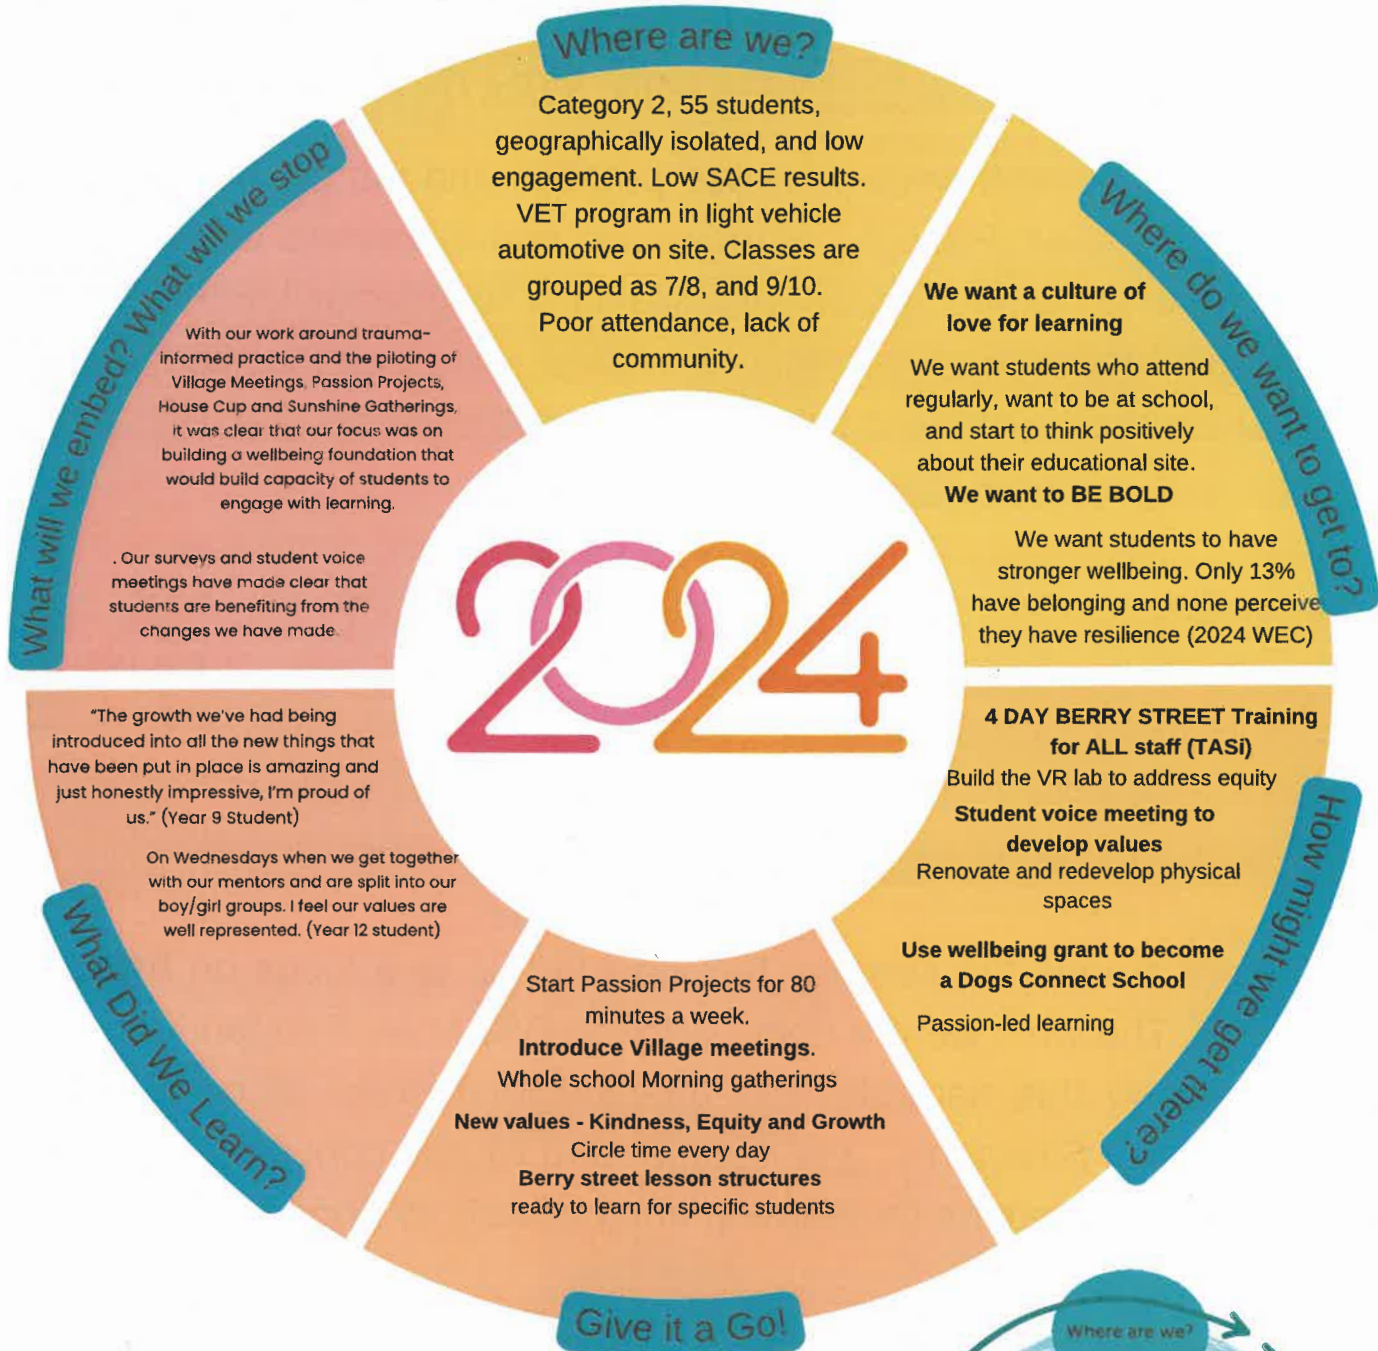 Where are we?
Category 2, 55 students,
geographically isolated, and low
engagement. Low SACE results.
VET program in light vehicle
automotive on site. Classes are
grouped as 7/8, and 9/10.
Poor attendance, lack of
community.
Where do we want to get to?
We want a culture of
love for learning
We want students who attend
regularly, want to be at school,
and start to think positively
about their educational site.
We want to BE BOLD
We want students to have
stronger wellbeing. Only 13%
have belonging and none perceive
they have resilience (2024 WEC)
How might we get there?
4 DAY BERRY STREET Training
for ALL staff (TASi)
Build the VR lab to address equity
Student voice meeting to
develop values
Renovate and redevelop physical
spaces
Use wellbeing grant to become
a Dogs Connect School
Passion-led learning
Give it a Go!
Start Passion Projects for 80
minutes a week.
Introduce Village meetings.
Whole school Morning gatherings
New values - Kindness, Equity and Growth
Circle time every day
Berry street lesson structures
ready to learn for specific students
What Did We Learn?
"The growth we've had being
introduced into all the new things that
have been put in place is amazing and
just honestly impressive, I'm proud of
us." (Year 9 Student)
On Wednesdays when we get together
with our mentors and are split into our
boy/girl groups. I feel our values are
well represented. (Year 12 student)
What will we embed? What will we stop
With our work around trauma-
informed practice and the piloting of
Village Meetings, Passion Projects,
House Cup and Sunshine Gatherings,
it was clear that our focus was on
building a wellbeing foundation that
would build capacity of students to
engage with learning.
. Our surveys and student voice
meetings have made clear that
students are benefiting from the
changes we have made.
2024
Where are we?